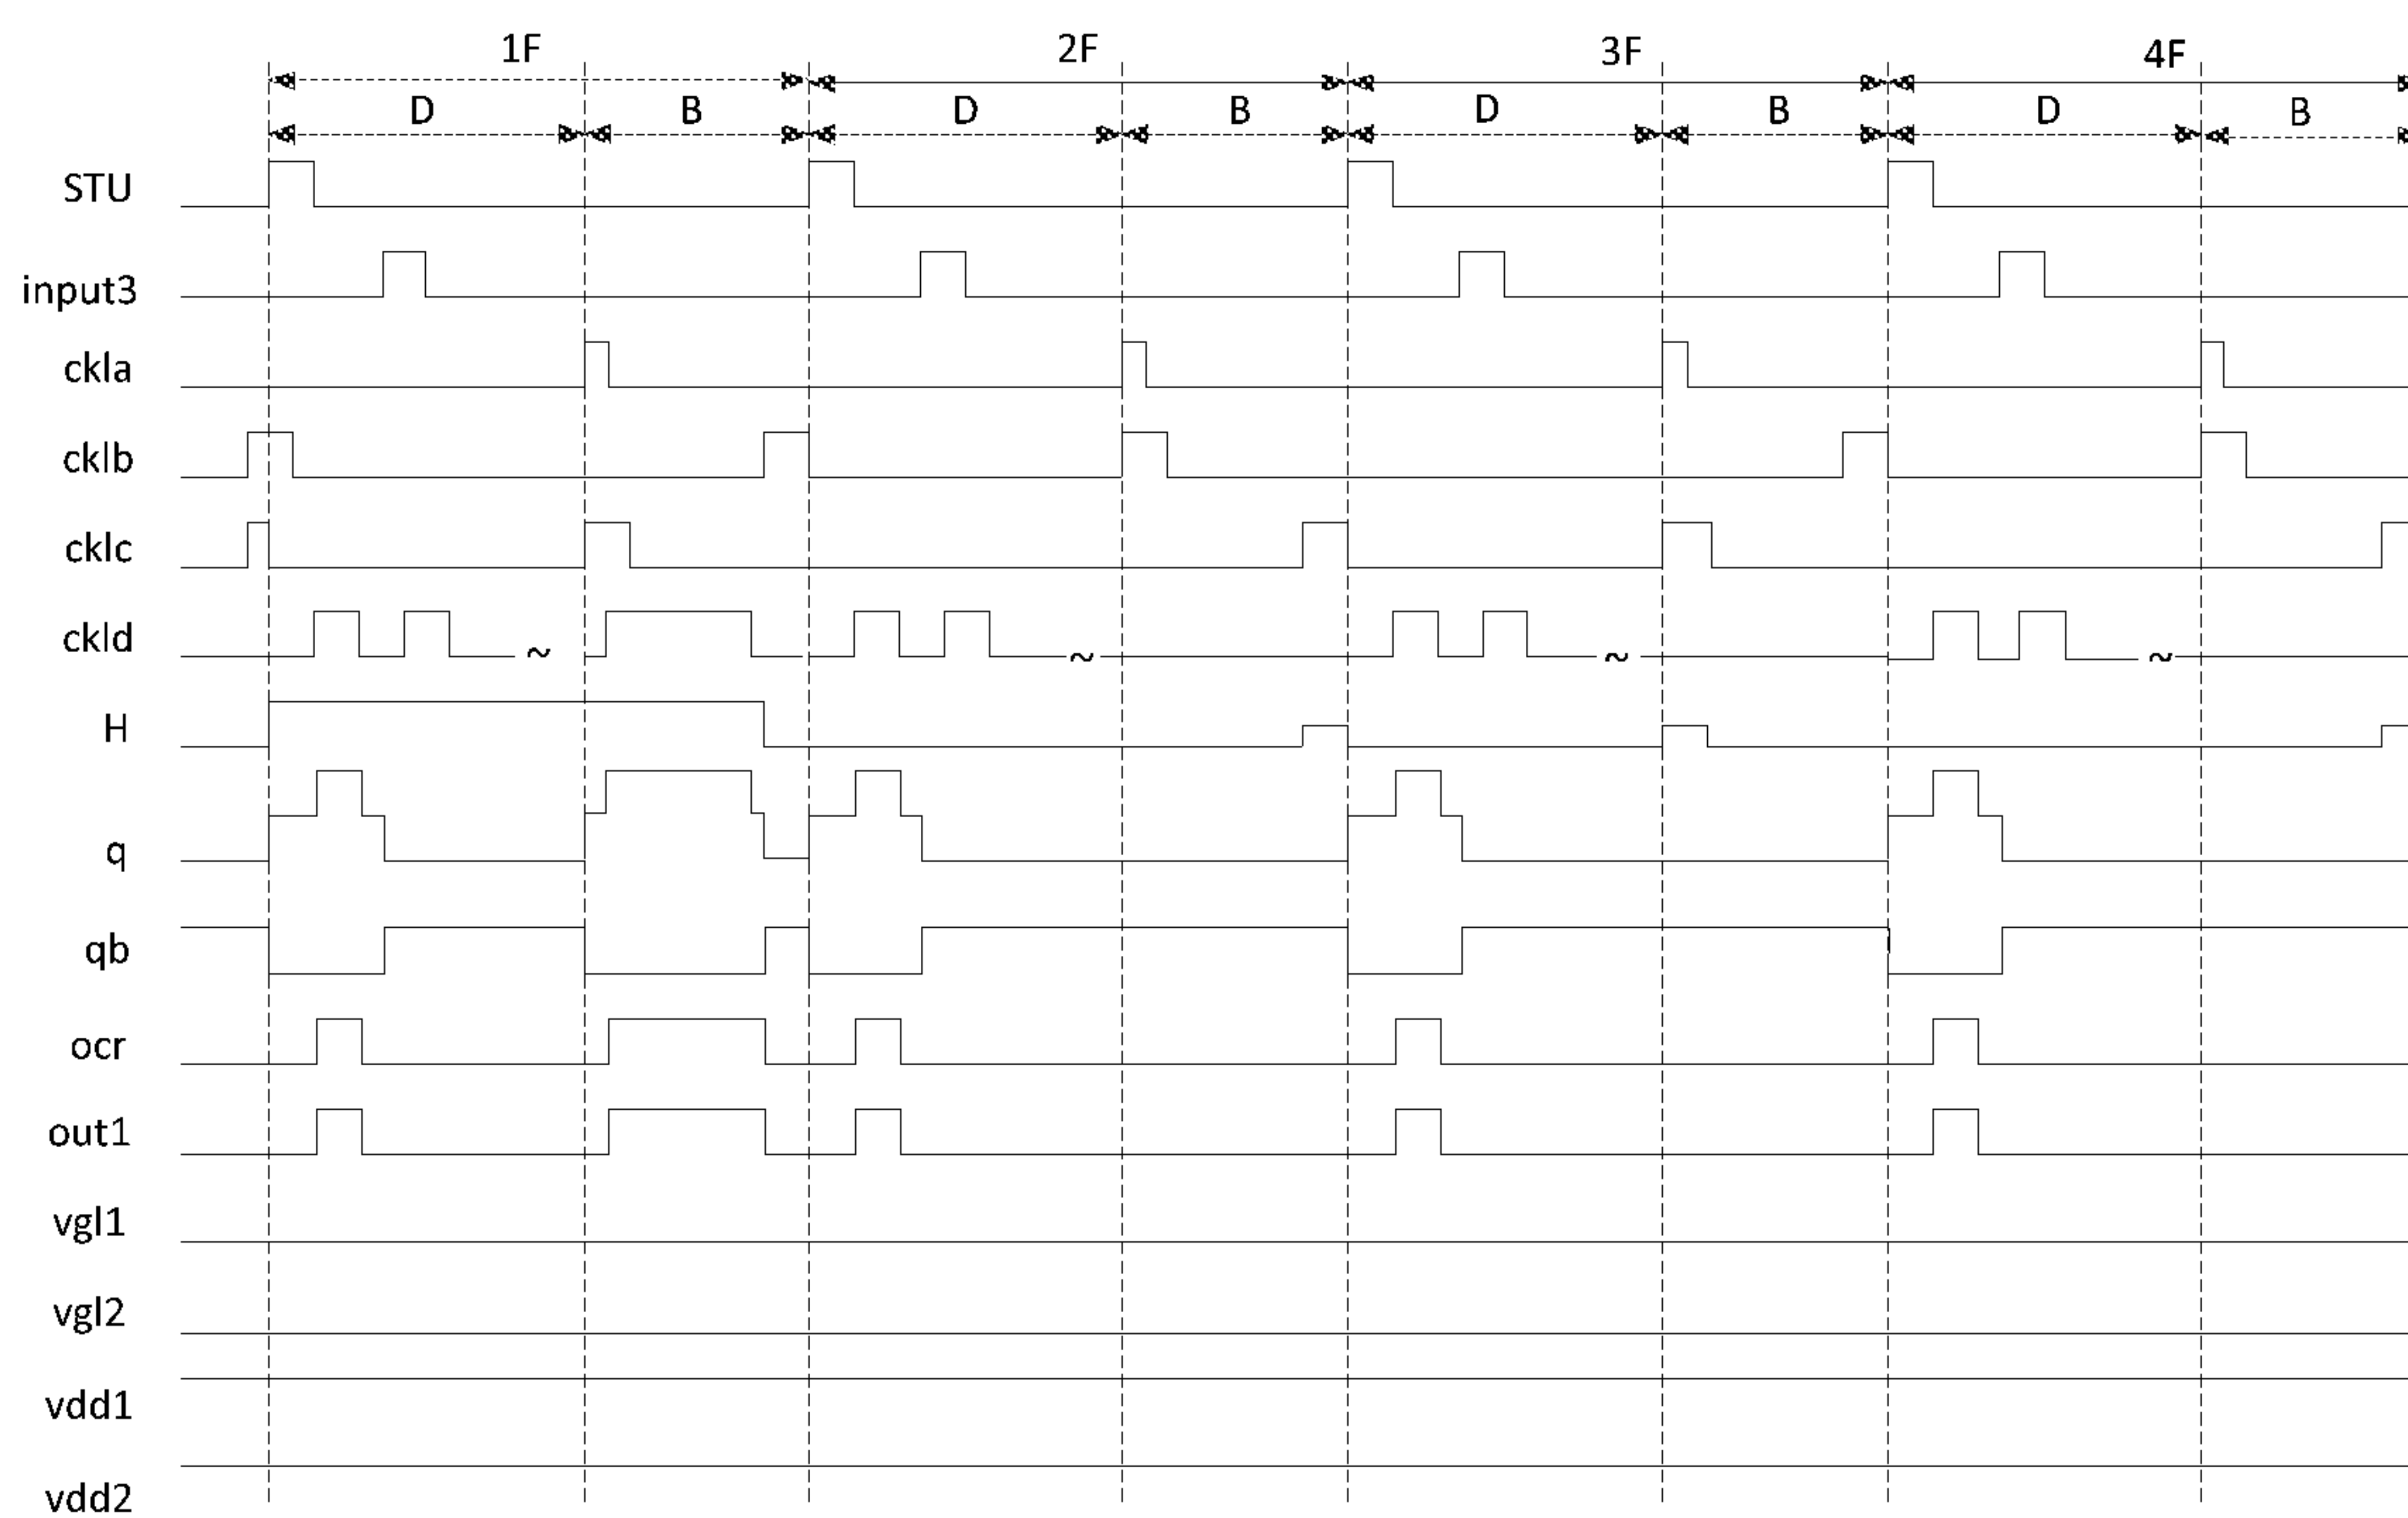 1F 2F 3F 4F
D B D B D B D B
STU
input3
ckla
cklb
cklc
ckld
~ ~ ~ ~
H
q
qb
ocr
out1
vgl1
vgl2
vdd1
vdd2